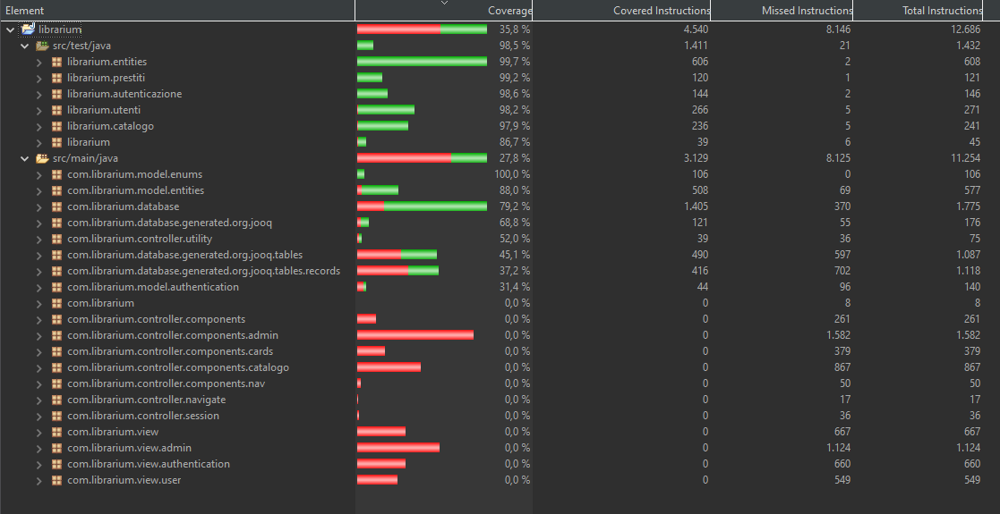 Element Coverage Covered Instructions Missed Instructions Total Instructions
librarium 35,8 % 4.540 8.146 12.686
src/test/java 98,5 % 1.411 21 1.432
librarium.entities 99,7 % 606 2 608
librarium.prestiti 99,2 % 120 1 121
librarium.autenticazione 98,6 % 144 2 146
librarium.utenti 98,2 % 266 5 271
librarium.catalogo 97,9 % 236 5 241
librarium 86,7 % 39 6 45
src/main/java 27,8 % 3.129 8.125 11.254
com.librarium.model.enums 100,0 % 106 0 106
com.librarium.model.entities 88,0 % 508 69 577
com.librarium.database 79,2 % 1.405 370 1.775
com.librarium.database.generated.org.jooq 68,8 % 121 55 176
com.librarium.controller.utility 52,0 % 39 36 75
com.librarium.database.generated.org.jooq.tables 45,1 % 490 597 1.087
com.librarium.database.generated.org.jooq.tables.records 37,2 % 416 702 1.118
com.librarium.model.authentication 31,4 % 44 96 140
com.librarium 0,0 % 0 8 8
com.librarium.controller.components 0,0 % 0 261 261
com.librarium.controller.components.admin 0,0 % 0 1.582 1.582
com.librarium.controller.components.cards 0,0 % 0 379 379
com.librarium.controller.components.catalogo 0,0 % 0 867 867
com.librarium.controller.components.nav 0,0 % 0 50 50
com.librarium.controller.navigate 0,0 % 0 17 17
com.librarium.controller.session 0,0 % 0 36 36
com.librarium.view 0,0 % 0 667 667
com.librarium.view.admin 0,0 % 0 1.124 1.124
com.librarium.view.authentication 0,0 % 0 660 660
com.librarium.view.user 0,0 % 0 549 549